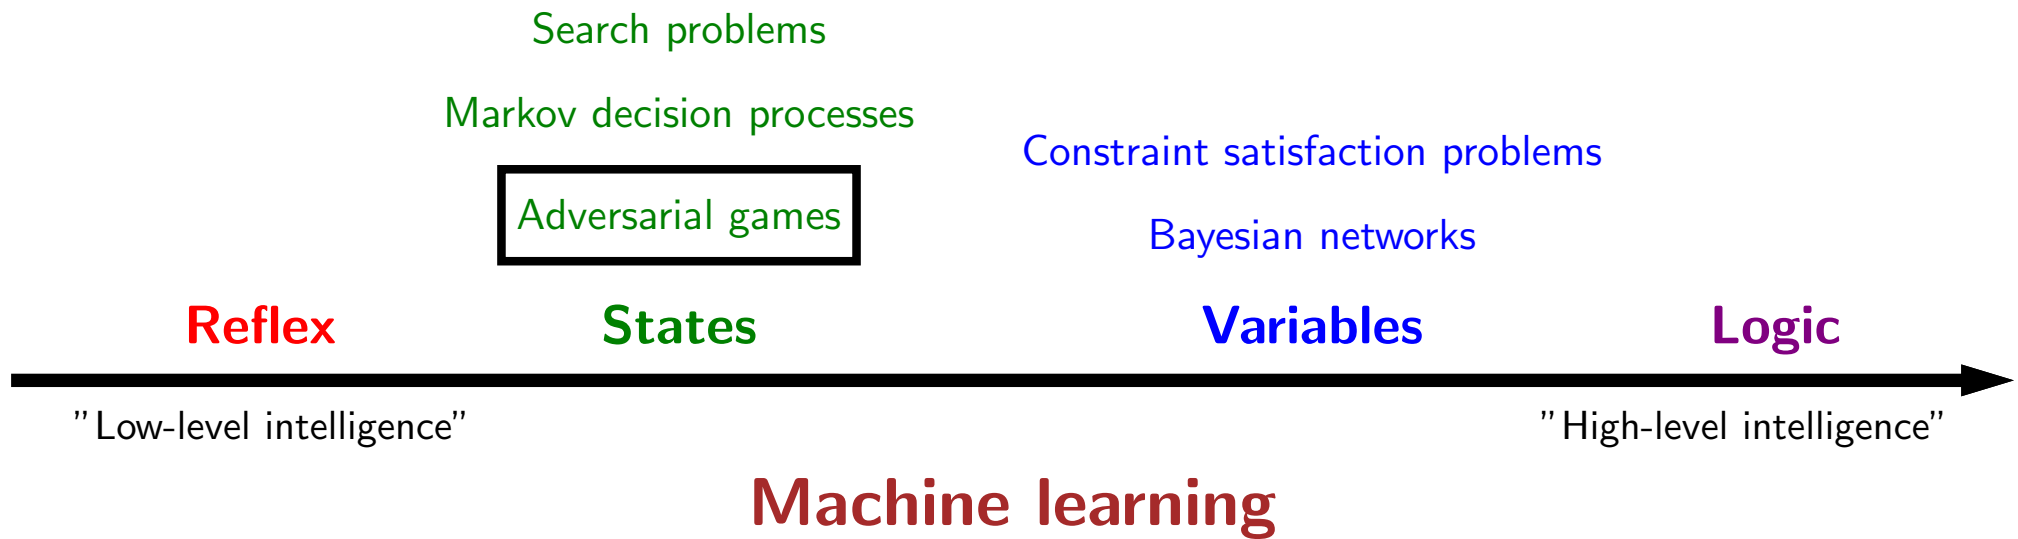 Search problems
Markov decision processes
Adversarial games
Constraint satisfaction problems
Bayesian networks
Reflex
States
Variables
Logic
"Low-level intelligence"
"High-level intelligence"
Machine learning